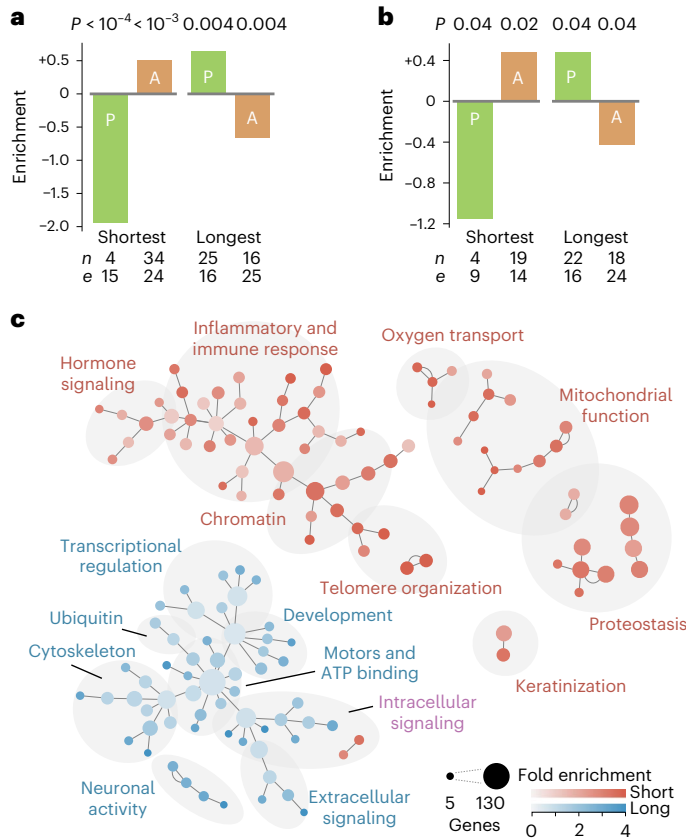 a
P < 10−4 < 10−3 0.004 0.004
+0.5
0
−0.5
−1.0
−1.5
−2.0
Enrichment
P
A
P
A
Shortest Longest
n 4 34 25 16
e 15 24 16 25
b
P 0.04 0.02 0.04 0.04
+0.4
0
−0.4
−0.8
−1.2
Enrichment
P
A
P
A
Shortest Longest
n 4 19 22 18
e 9 14 16 24
c
Inflammatory and
immune response
Hormone
signaling
Oxygen transport
Mitochondrial
function
Chromatin
Telomere organization
Proteostasis
Keratinization
Transcriptional
regulation
Ubiquitin
Cytoskeleton
Development
Motors and
ATP binding
Intracellular
signaling
Neuronal
activity
Extracellular
signaling
5 130
Genes
Fold enrichment
Short
Long
0 2 4